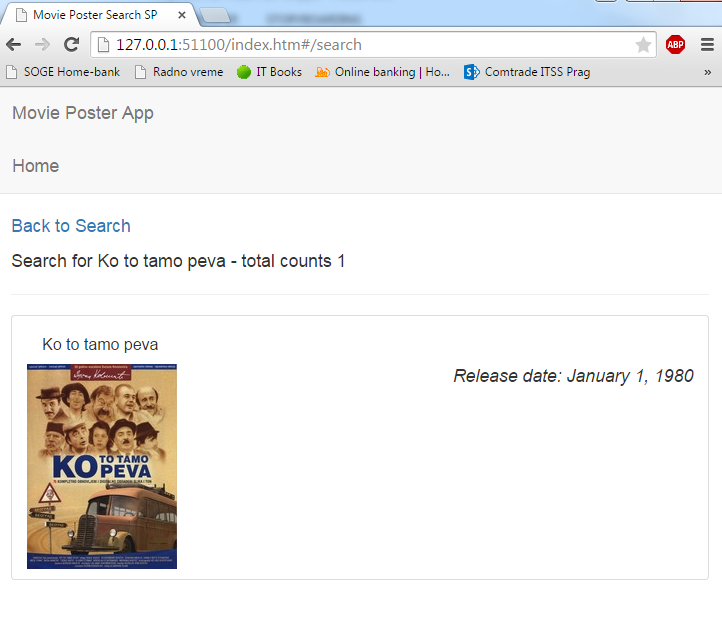 Movie Poster Search SP
127.0.0.1:51100/index.htm#/search
ABP
SOGE Home-bank
Radno vreme
IT Books
Online banking | Ho...
Comtrade ITSS Prag
»
Movie Poster App
Home
Back to Search
Search for Ko to tamo peva - total counts 1
Ko to tamo peva
Release date: January 1, 1980
KO TO TAMO
PEVA